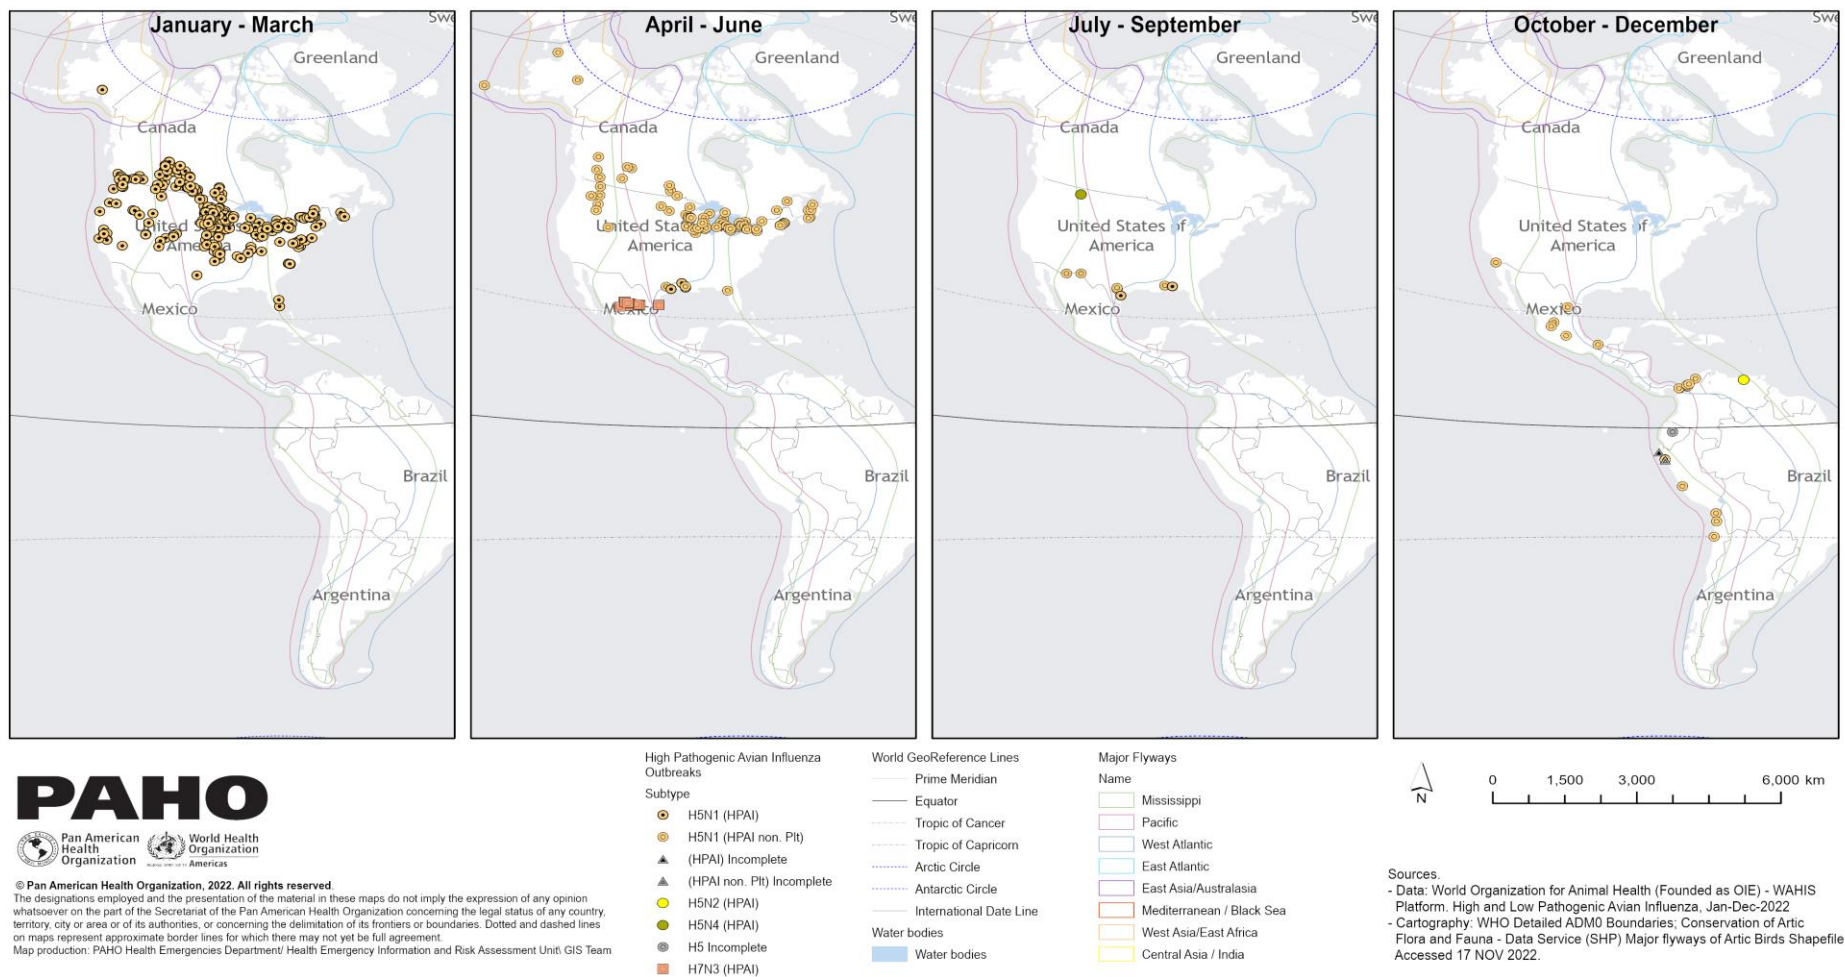 January - March
Swe
Greenland
Canada
United States of
America
Mexico
Brazil
Argentina
April - June
Swe
Greenland
Canada
United States of
America
Mexico
Brazil
Argentina
July - September
Swe
Greenland
Canada
United States of
America
Mexico
Brazil
Argentina
October - December
Swe
Greenland
Canada
United States of
America
Mexico
Brazil
Argentina
PAHO
Pan American
Health
Organization
World Health
Organization
Americas
© Pan American Health Organization, 2022. All rights reserved.
The designations employed and the presentation of the material in these maps do not imply the expression of any opinion
whatsoever on the part of the Secretariat of the Pan American Health Organization concerning the legal status of any country,
territory, city or area or of its authorities, or concerning the delimitation of its frontiers or boundaries. Dotted and dashed lines
on maps represent approximate border lines for which there may not yet be full agreement.
Map production: PAHO Health Emergencies Department/ Health Emergency Information and Risk Assessment Unit\ GIS Team
High Pathogenic Avian Influenza
Outbreaks
Subtype
H5N1 (HPAI)
H5N1 (HPAI non. Plt)
(HPAI) Incomplete
(HPAI non. Plt) Incomplete
H5N2 (HPAI)
H5N4 (HPAI)
H5 Incomplete
H7N3 (HPAI)
World GeoReference Lines
Prime Meridian
Equator
Tropic of Cancer
Tropic of Capricorn
Arctic Circle
Antarctic Circle
International Date Line
Water bodies
Water bodies
Major Flyways
Name
Mississippi
Pacific
West Atlantic
East Atlantic
East Asia/Australasia
Mediterranean / Black Sea
West Asia/East Africa
Central Asia / India
N
0 1,500 3,000 6,000 km
Sources.
- Data: World Organization for Animal Health (Founded as OIE) - WAHIS
Platform. High and Low Pathogenic Avian Influenza, Jan-Dec-2022
- Cartography: WHO Detailed ADM0 Boundaries; Conservation of Artic
Flora and Fauna - Data Service (SHP) Major flyways of Artic Birds Shapefile
Accessed 17 NOV 2022.